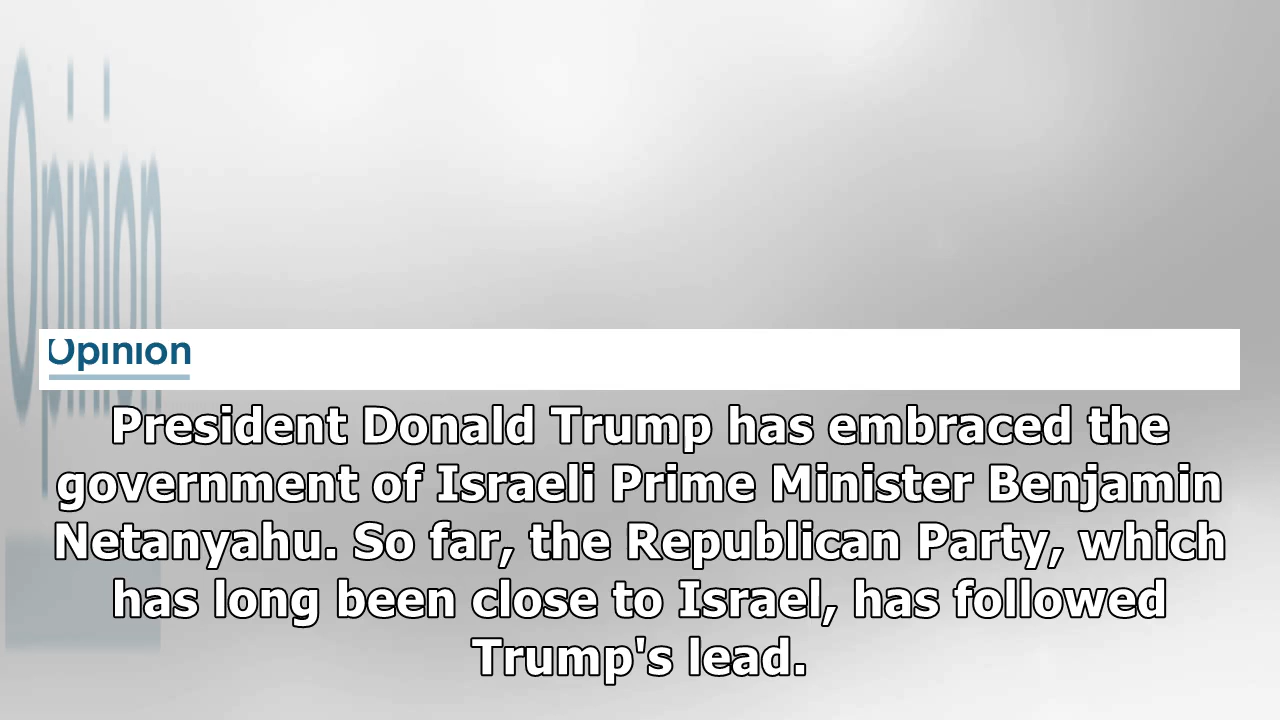 Opinion
Opinion
President Donald Trump has embraced the
government of Israeli Prime Minister Benjamin
Netanyahu. So far, the Republican Party, which
has long been close to Israel, has followed
Trump's lead.